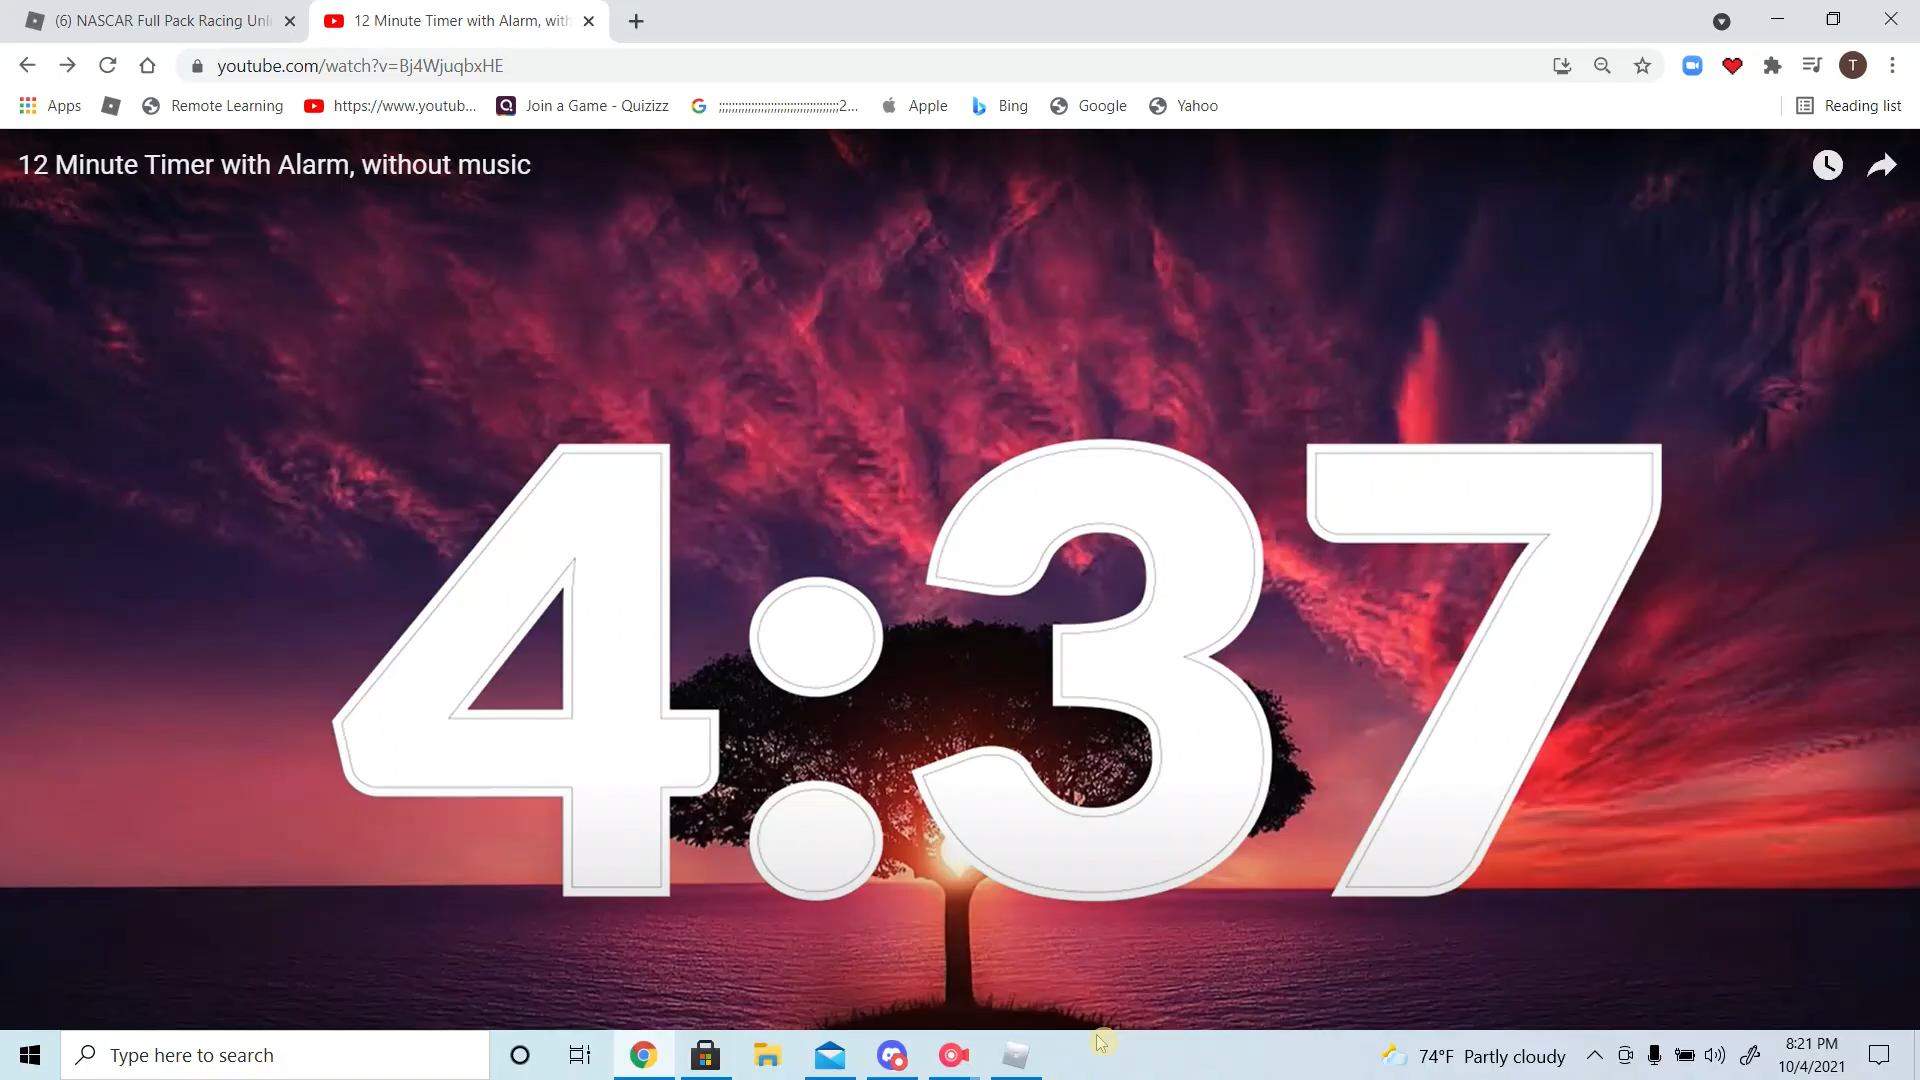 (6) NASCAR Full Pack Racing Unli
12 Minute Timer with Alarm, with
youtube.com/watch?v=Bj4WjuqbxHE
T
Apps
Remote Learning
https://www.youtub...
Join a Game - Quizizz
;;;;;;;;;;;;;;;;;;;;;;;;;;;;;;;;;;;2...
Apple
Bing
Google
Yahoo
Reading list
12 Minute Timer with Alarm, without music
4:37
Type here to search
74°F Partly cloudy
8:21 PM
10/4/2021